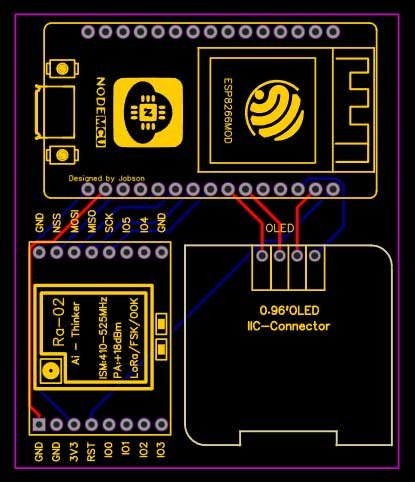 NODEMCU
N
ESP8266MOD
Designed by Jobson
GND
NSS
MOSI
MISO
SCK
IO5
IO4
GND
OLED
Ra-02
Ai - Thinker
ISM:410-525MHz
PA:+18dBm
LoRa/FSK/OOK
0.96'OLED
IIC-Connector
GND
GND
3V3
RST
IO0
IO1
IO2
IO3